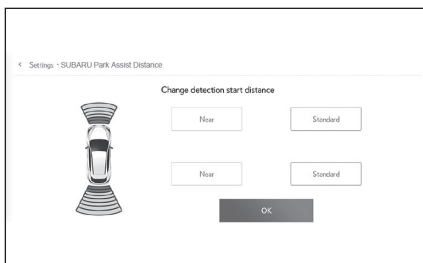 < Settings・SUBARU Park Assist Distance
Change detection start distance
Near Standard
Near Standard
OK